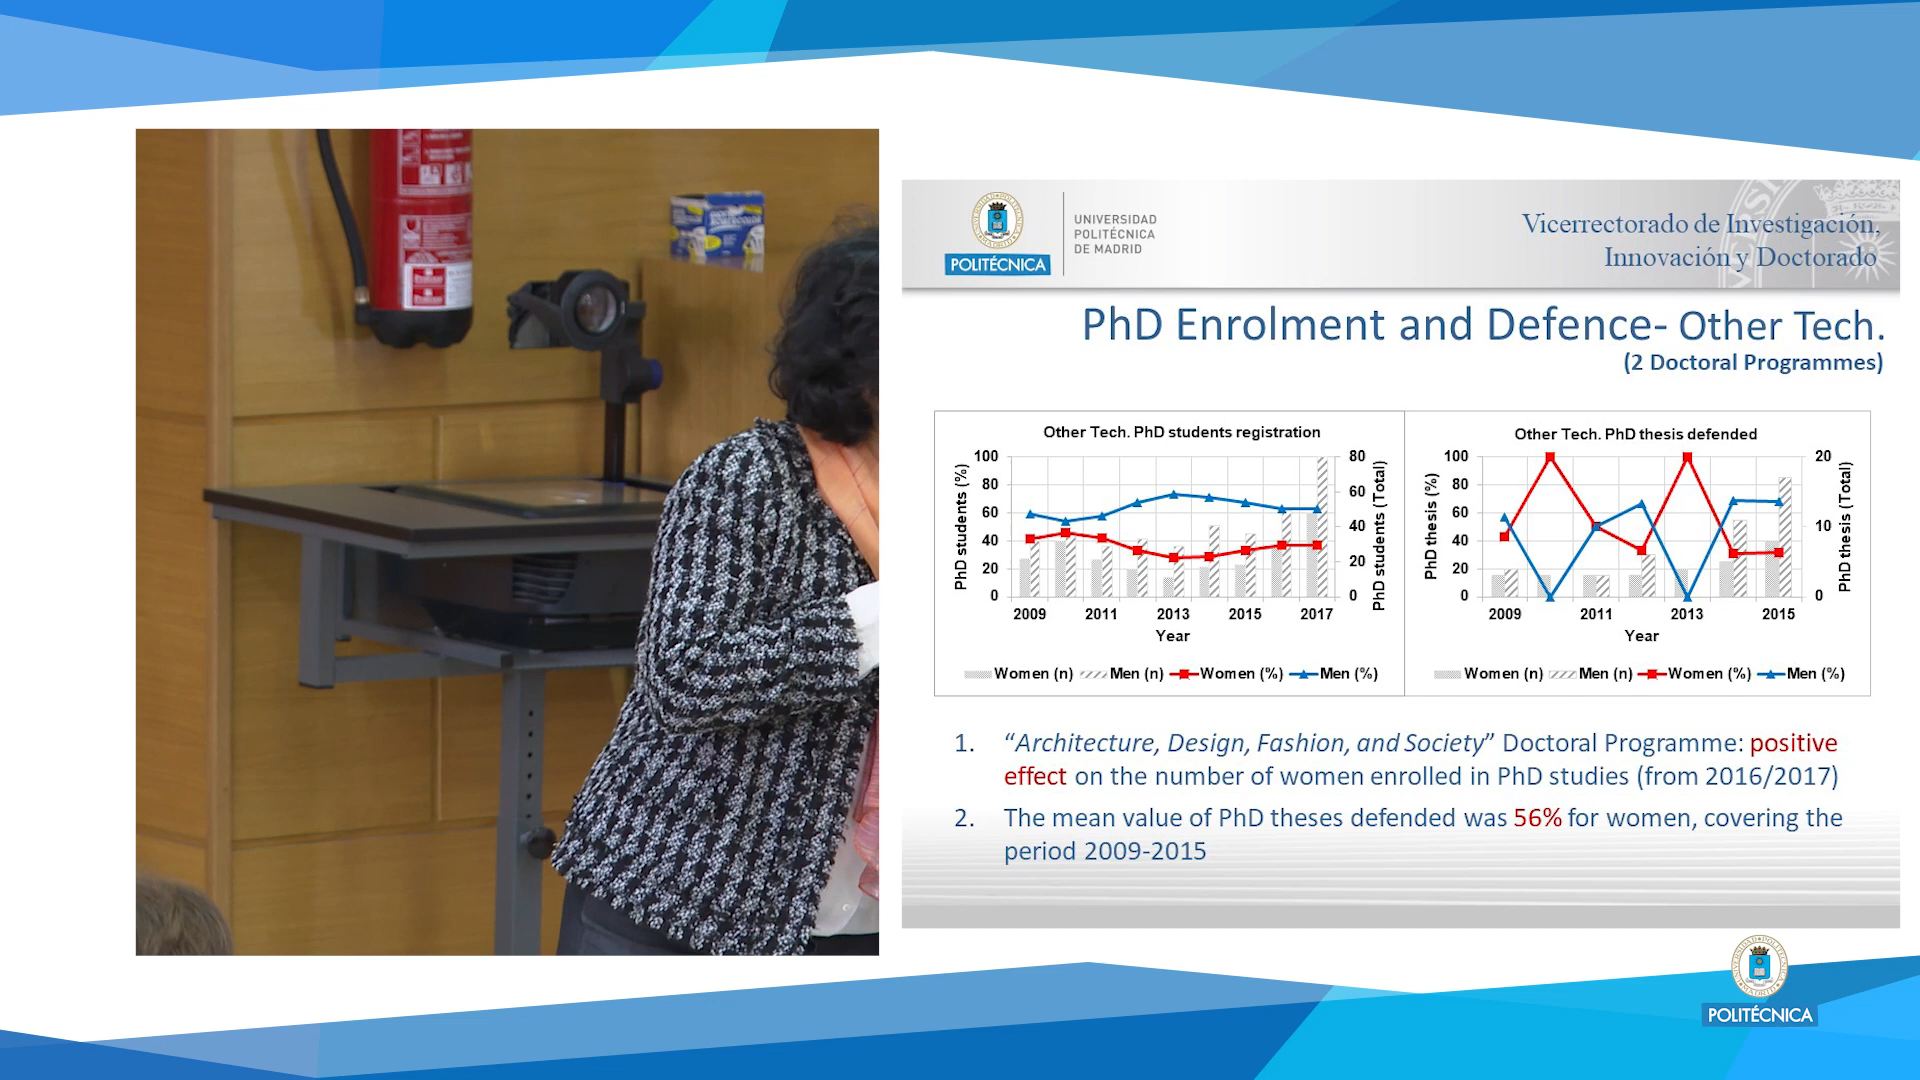 UNIVERSIDAD
POLITÉCNICA
DE MADRID
POLITÉCNICA
Vicerrectorado de Investigación,
Innovación y Doctorado
PhD Enrolment and Defence- Other Tech.
(2 Doctoral Programmes)
Other Tech. PhD students registration
PhD students (%)
100
80
60
40
20
0
80
60
40
20
0
PhD students (Total)
2009 2011 2013 2015 2017
Year
Women (n) Men (n) Women (%) Men (%)
Other Tech. PhD thesis defended
PhD thesis (%)
100
80
60
40
20
0
20
10
0
PhD thesis (Total)
2009 2011 2013 2015
Year
Women (n) Men (n) Women (%) Men (%)
1. “Architecture, Design, Fashion, and Society” Doctoral Programme: positive
effect on the number of women enrolled in PhD studies (from 2016/2017)
2. The mean value of PhD theses defended was 56% for women, covering the
period 2009-2015
POLITÉCNICA